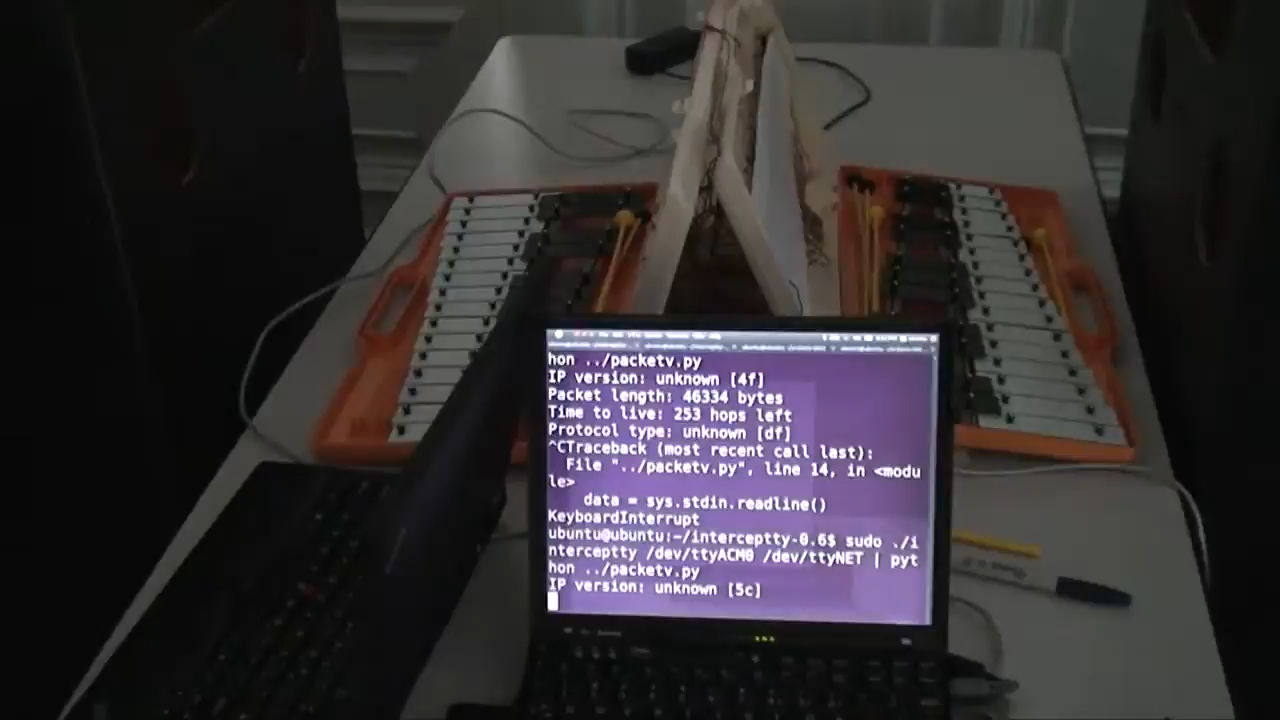 hon ../packetv.py
IP version: unknown [4f]
Packet length: 46334 bytes
Time to live: 253 hops left
Protocol type: unknown [df]
^CTraceback (most recent call last):
  File "../packetv.py", line 14, in <modu
le>
    data = sys.stdin.readline()
KeyboardInterrupt
ubuntu@ubuntu:~/interceptty-0.6$ sudo ./i
nterceptty /dev/ttyACM0 /dev/ttyNET | pyt
hon ../packetv.py
IP version: unknown [5c]